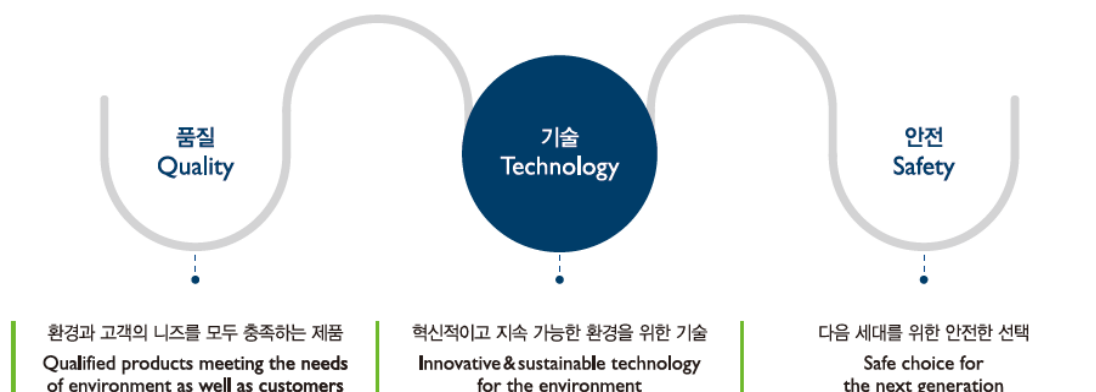 품질
Quality
기술
Technology
안전
Safety
환경과 고객의 니즈를 모두 충족하는 제품
Qualified products meeting the needs
of environment as well as customers
혁신적이고 지속 가능한 환경을 위한 기술
Innovative & sustainable technology
for the environment
다음 세대를 위한 안전한 선택
Safe choice for
the next generation